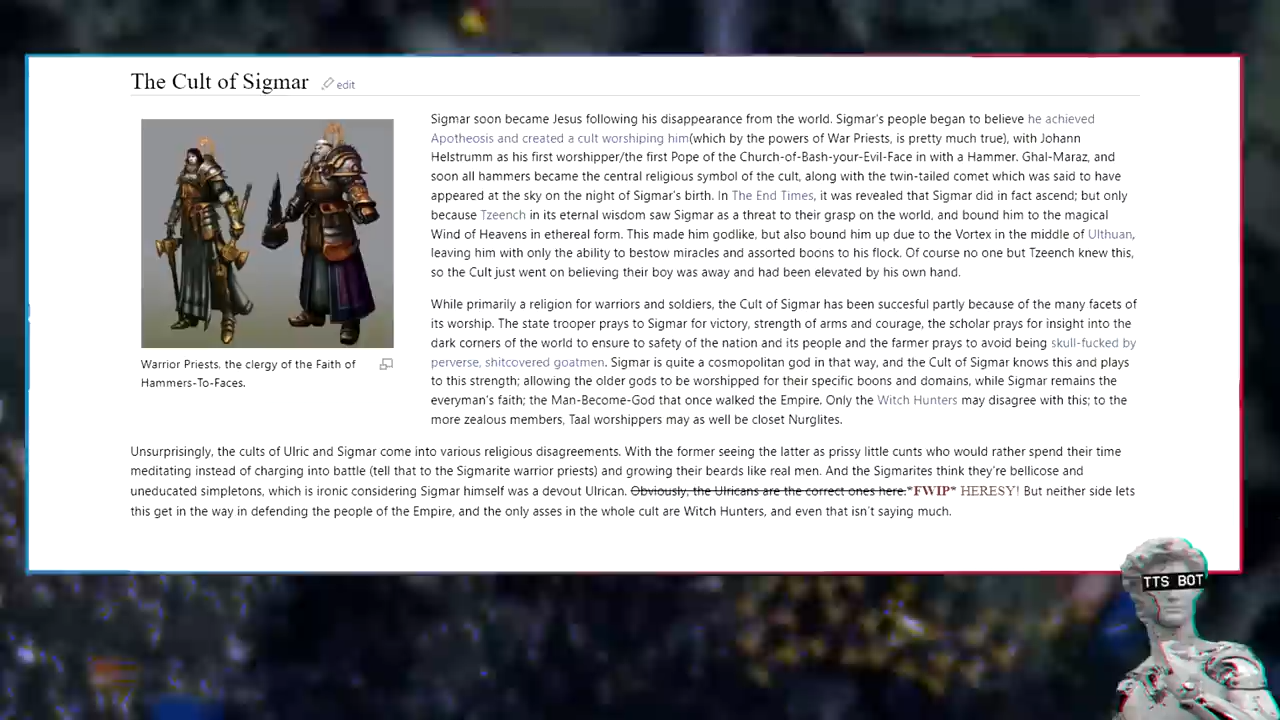 The Cult of Sigmar edit
Sigmar soon became Jesus following his disappearance from the world. Sigmar's people began to believe he achieved
Apotheosis and created a cult worshiping him(which by the powers of War Priests, is pretty much true), with Johann
Helstrumm as his first worshipper/the first Pope of the Church-of-Bash-your-Evil-Face in with a Hammer. Ghal-Maraz, and
soon all hammers became the central religious symbol of the cult, along with the twin-tailed comet which was said to have
appeared at the sky on the night of Sigmar's birth. In The End Times, it was revealed that Sigmar did in fact ascend; but only
because Tzeench in its eternal wisdom saw Sigmar as a threat to their grasp on the world, and bound him to the magical
Wind of Heavens in ethereal form. This made him godlike, but also bound him up due to the Vortex in the middle of Ulthuan,
leaving him with only the ability to bestow miracles and assorted boons to his flock. Of course no one but Tzeench knew this,
so the Cult just went on believing their boy was away and had been elevated by his own hand.
Warrior Priests, the clergy of the Faith of
Hammers-To-Faces.
While primarily a religion for warriors and soldiers, the Cult of Sigmar has been succesful partly because of the many facets of
its worship. The state trooper prays to Sigmar for victory, strength of arms and courage, the scholar prays for insight into the
dark corners of the world to ensure to safety of the nation and its people and the farmer prays to avoid being skull-fucked by
perverse, shitcovered goatmen. Sigmar is quite a cosmopolitan god in that way, and the Cult of Sigmar knows this and plays
to this strength; allowing the older gods to be worshipped for their specific boons and domains, while Sigmar remains the
everyman's faith; the Man-Become-God that once walked the Empire. Only the Witch Hunters may disagree with this; to the
more zealous members, Taal worshippers may as well be closet Nurglites.
Unsurprisingly, the cults of Ulric and Sigmar come into various religious disagreements. With the former seeing the latter as prissy little cunts who would rather spend their time
meditating instead of charging into battle (tell that to the Sigmarite warrior priests) and growing their beards like real men. And the Sigmarites think they're bellicose and
uneducated simpletons, which is ironic considering Sigmar himself was a devout Ulrican. Obviously, the Ulricans are the correct ones here.*FWIP* HERESY! But neither side lets
this get in the way in defending the people of the Empire, and the only asses in the whole cult are Witch Hunters, and even that isn't saying much.
TTS BOT